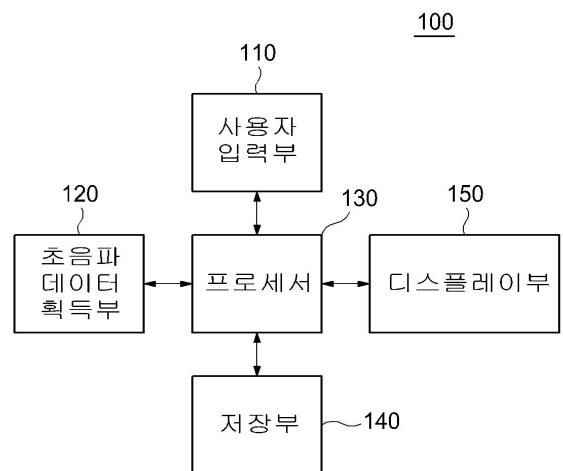 100
110
사용자
입력부
120
130
150
초음파
데이터
획득부
프로세서
디스플레이부
저장부
140